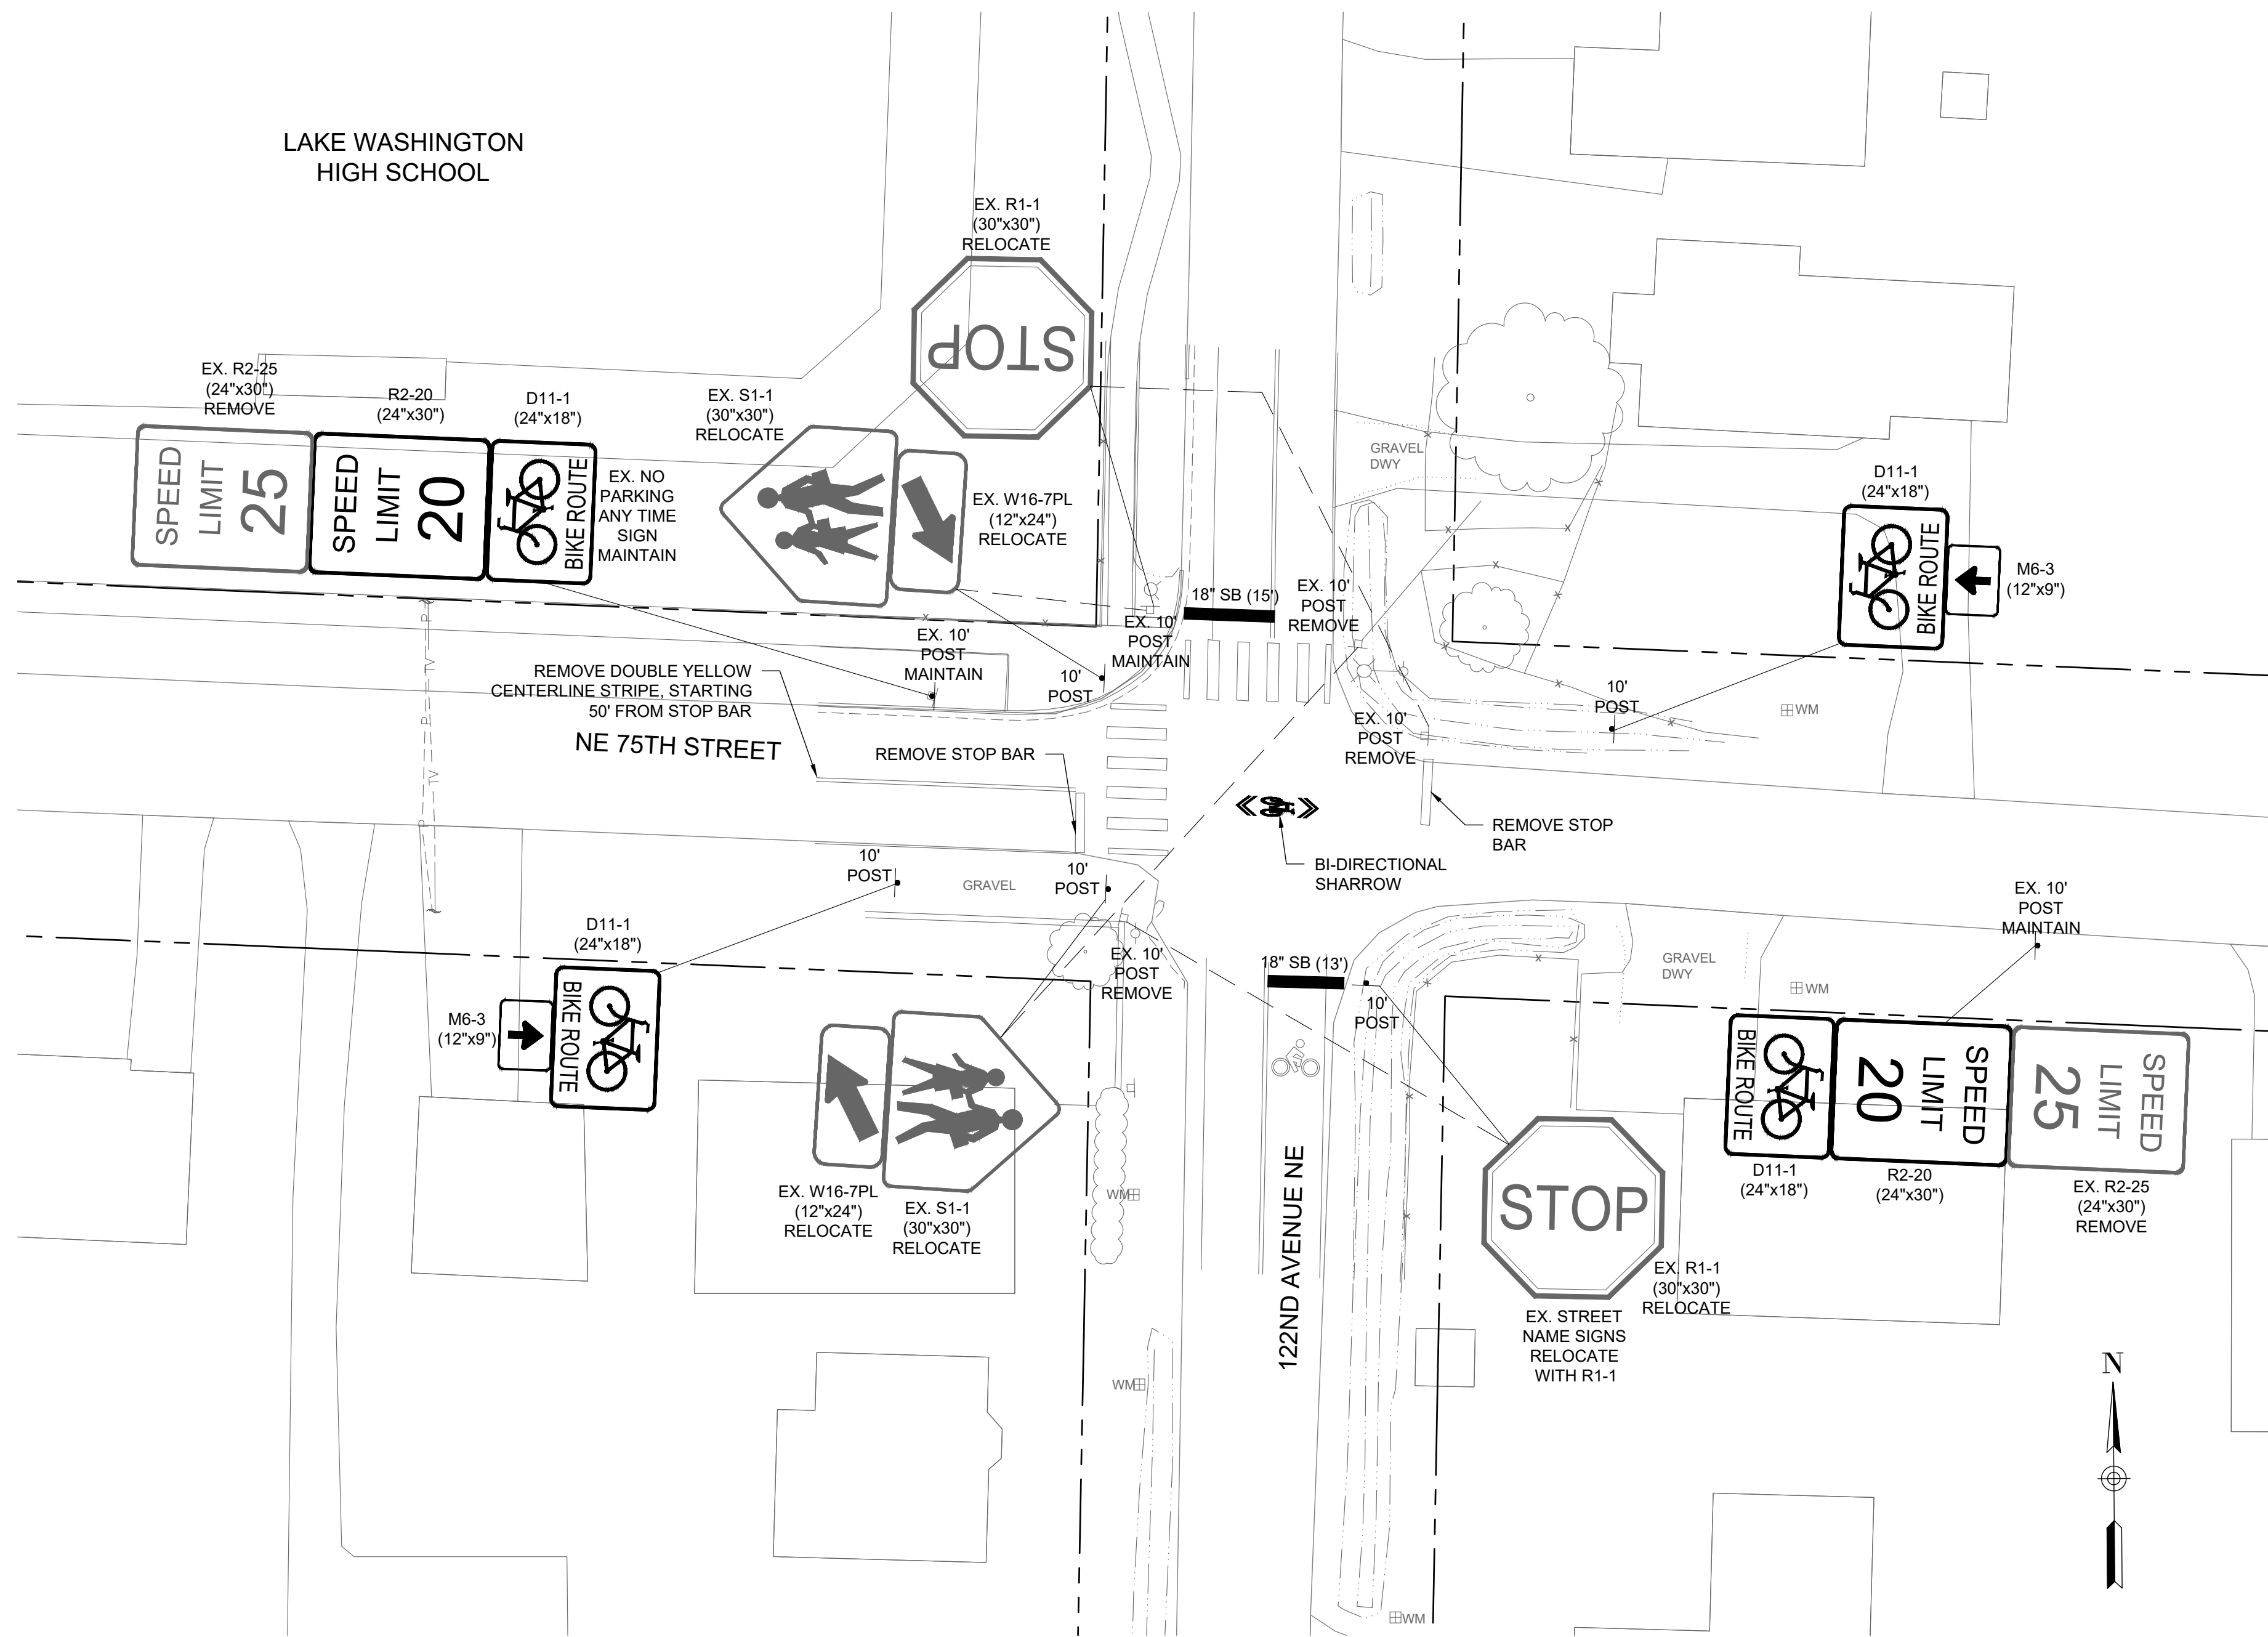 LAKE WASHINGTON
HIGH SCHOOL
EX. R1-1
(30"x30")
RELOCATE
STOP
EX. R2-25
(24"x30")
REMOVE
R2-20
(24"x30")
D11-1
(24"x18")
EX. S1-1
(30"x30")
RELOCATE
SPEED
LIMIT
25
SPEED
LIMIT
20
BIKE ROUTE
EX. NO
PARKING
ANY TIME
SIGN
MAINTAIN
EX. W16-7PL
(12"x24")
RELOCATE
GRAVEL
DWY
D11-1
(24"x18")
BIKE ROUTE
M6-3
(12"x9")
18" SB (15')
EX. 10'
POST
REMOVE
EX. 10'
POST
MAINTAIN
EX. 10'
POST
MAINTAIN
10'
POST
REMOVE DOUBLE YELLOW
CENTERLINE STRIPE, STARTING
50' FROM STOP BAR
NE 75TH STREET
REMOVE STOP BAR
EX. 10'
POST
REMOVE
10'
POST
WM
P
TV
P
TV
P
REMOVE STOP
BAR
BI-DIRECTIONAL
SHARROW
10'
POST
GRAVEL
10'
POST
D11-1
(24"x18")
M6-3
(12"x9")
BIKE ROUTE
EX. 10'
POST
REMOVE
18" SB (13')
10'
POST
GRAVEL
DWY
WM
EX. 10'
POST
MAINTAIN
BIKE ROUTE
SPEED
LIMIT
20
SPEED
LIMIT
25
D11-1
(24"x18")
R2-20
(24"x30")
EX. R2-25
(24"x30")
REMOVE
EX. W16-7PL
(12"x24")
RELOCATE
EX. S1-1
(30"x30")
RELOCATE
WM
122ND AVENUE NE
STOP
EX. R1-1
(30"x30")
RELOCATE
EX. STREET
NAME SIGNS
RELOCATE
WITH R1-1
WM
N
WM